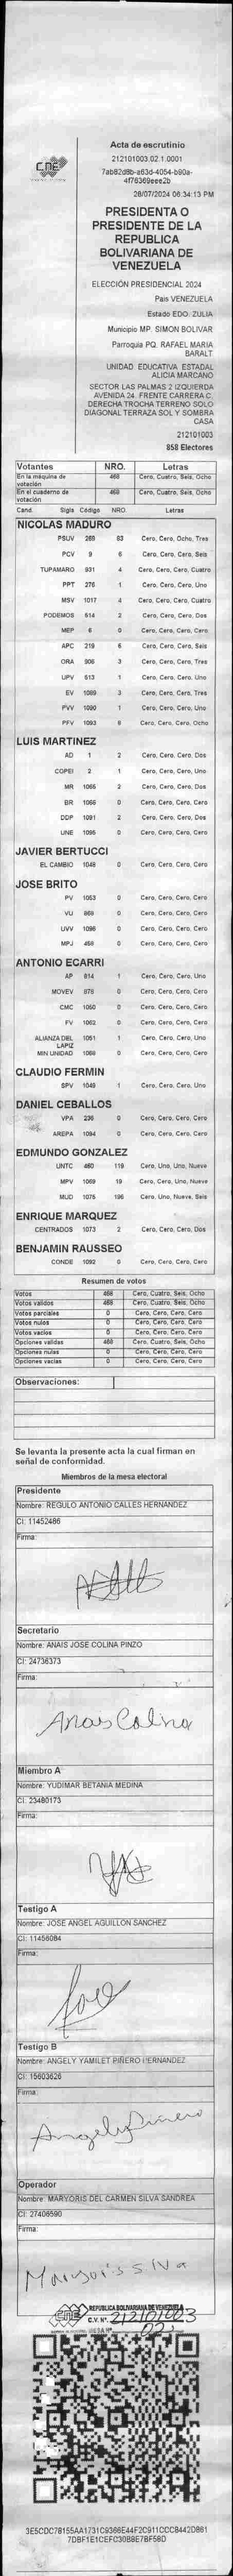 CNE
Acta de escrutinio
212101003.02.1.0001
7ab82d8b-a63d-4054-b90a-
4f76369eee2b
28/07/2024 06:34:13 PM
PRESIDENTA O
PRESIDENTE DE LA
REPUBLICA
BOLIVARIANA DE
VENEZUELA
ELECCIÓN PRESIDENCIAL 2024
Pais VENEZUELA
Estado EDO. ZULIA
Municipio MP. SIMON BOLIVAR
Parroquia PQ. RAFAEL MARIA
BARALT
UNIDAD EDUCATIVA ESTADAL
ALICIA MARCANO
SECTOR LAS PALMAS 2 IZQUIERDA
AVENIDA 24. FRENTE CARRERA C.
DERECHA TROCHA TERRENO SOLO
DIAGONAL TERRAZA SOL Y SOMBRA
CASA
212101003
858 Electores
Votantes NRO. Letras
En la máquina de votación 468 Cero, Cuatro, Seis, Ocho
En el cuaderno de votación 468 Cero, Cuatro, Seis, Ocho
Cand. Sigla Código NRO. Letras
NICOLAS MADURO
PSUV 269 83 Cero, Cero, Ocho, Tres
PCV 9 6 Cero, Cero, Cero, Seis
TUPAMARO 931 4 Cero, Cero, Cero, Cuatro
PPT 276 1 Cero, Cero, Cero, Uno
MSV 1017 4 Cero, Cero, Cero, Cuatro
PODEMOS 514 2 Cero, Cero, Cero, Dos
MEP 6 0 Cero, Cero, Cero, Cero
APC 219 6 Cero, Cero, Cero, Seis
ORA 906 3 Cero, Cero, Cero, Tres
UPV 613 1 Cero, Cero, Cero, Uno
EV 1089 3 Cero, Cero, Cero, Tres
PVV 1090 1 Cero, Cero, Cero, Uno
PFV 1093 8 Cero, Cero, Cero, Ocho
LUIS MARTINEZ
AD 1 2 Cero, Cero, Cero, Dos
COPEI 2 1 Cero, Cero, Cero, Uno
MR 1065 2 Cero, Cero, Cero, Dos
BR 1066 0 Cero, Cero, Cero, Cero
DDP 1091 2 Cero, Cero, Cero, Dos
UNE 1095 0 Cero, Cero, Cero, Cero
JAVIER BERTUCCI
EL CAMBIO 1048 0 Cero, Cero, Cero, Cero
JOSE BRITO
PV 1053 0 Cero, Cero, Cero, Cero
VU 868 0 Cero, Cero, Cero, Cero
UVV 1096 0 Cero, Cero, Cero, Cero
MPJ 458 0 Cero, Cero, Cero, Cero
ANTONIO ECARRI
AP 814 1 Cero, Cero, Cero, Uno
MOVEV 878 0 Cero, Cero, Cero, Cero
CMC 1050 0 Cero, Cero, Cero, Cero
FV 1062 0 Cero, Cero, Cero, Cero
ALIANZA DEL LAPIZ 1051 1 Cero, Cero, Cero, Uno
MIN UNIDAD 1068 0 Cero, Cero, Cero, Cero
CLAUDIO FERMIN
SPV 1049 1 Cero, Cero, Cero, Uno
DANIEL CEBALLOS
VPA 236 0 Cero, Cero, Cero, Cero
AREPA 1094 0 Cero, Cero, Cero, Cero
EDMUNDO GONZALEZ
UNTC 460 119 Cero, Uno, Uno, Nueve
MPV 1069 19 Cero, Cero, Uno, Nueve
MUD 1075 196 Cero, Uno, Nueve, Seis
ENRIQUE MARQUEZ
CENTRADOS 1073 2 Cero, Cero, Cero, Dos
BENJAMIN RAUSSEO
CONDE 1092 0 Cero, Cero, Cero, Cero
Resumen de votos
Votos 468 Cero, Cuatro, Seis, Ocho
Votos validos 468 Cero, Cuatro, Seis, Ocho
Votos parciales 0 Cero, Cero, Cero, Cero
Votos nulos 0 Cero, Cero, Cero, Cero
Votos vacios 0 Cero, Cero, Cero, Cero
Opciones validas 468 Cero, Cuatro, Seis, Ocho
Opciones nulas 0 Cero, Cero, Cero, Cero
Opciones vacias 0 Cero, Cero, Cero, Cero
Observaciones:
Se levanta la presente acta la cual firman en
señal de conformidad.
Miembros de la mesa electoral
Presidente
Nombre: REGULO ANTONIO CALLES HERNANDEZ
CI: 11452486
Firma:
Secretario
Nombre: ANAIS JOSE COLINA PINZO
CI: 24736373
Firma:
Anais Colina
Miembro A
Nombre: YUDIMAR BETANIA MEDINA
CI: 23480173
Firma:
Testigo A
Nombre: JOSE ANGEL AGUILLON SANCHEZ
CI: 11456084
Firma:
Jose
Testigo B
Nombre: ANGELY YAMILET PIÑERO HERNANDEZ
CI: 15603626
Firma:
Angely Piñero
Operador
Nombre: MARYORIS DEL CARMEN SILVA SANDREA
CI: 27406590
Firma:
Maryoris Silva
CNE REPUBLICA BOLIVARIANA DE VENEZUELA
C.V. Nº. 212101003
MESA Nº
3E5CDC78155AA1731C9366E44F2C911CCCB442D861
7DBF1E1CEFC30B8E7BF58D